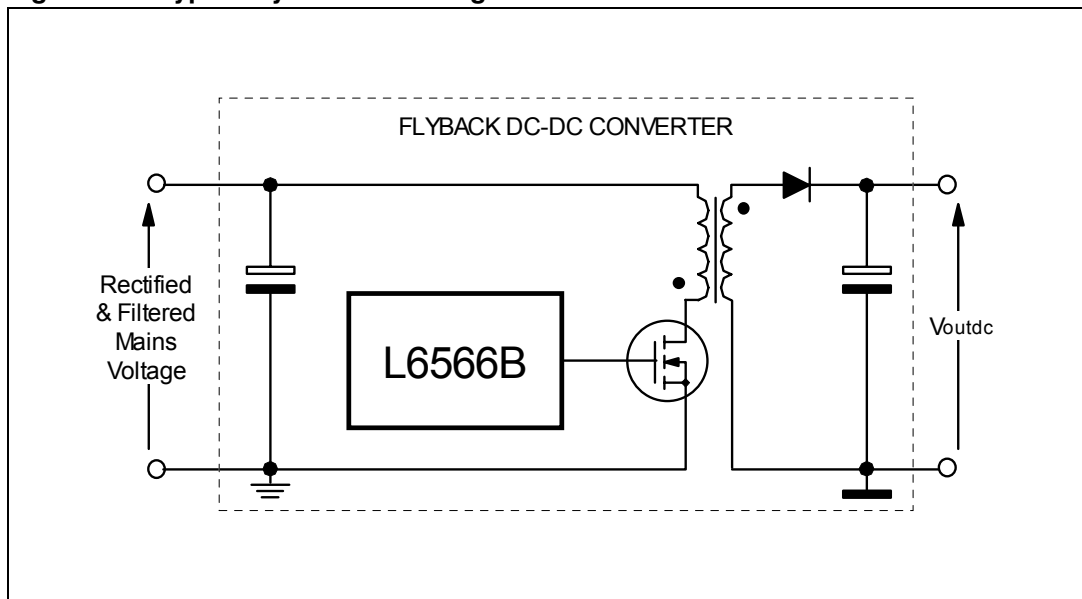 FLYBACK DC-DC CONVERTER
Rectified
& Filtered
Mains
Voltage
L6566B
Voutdc